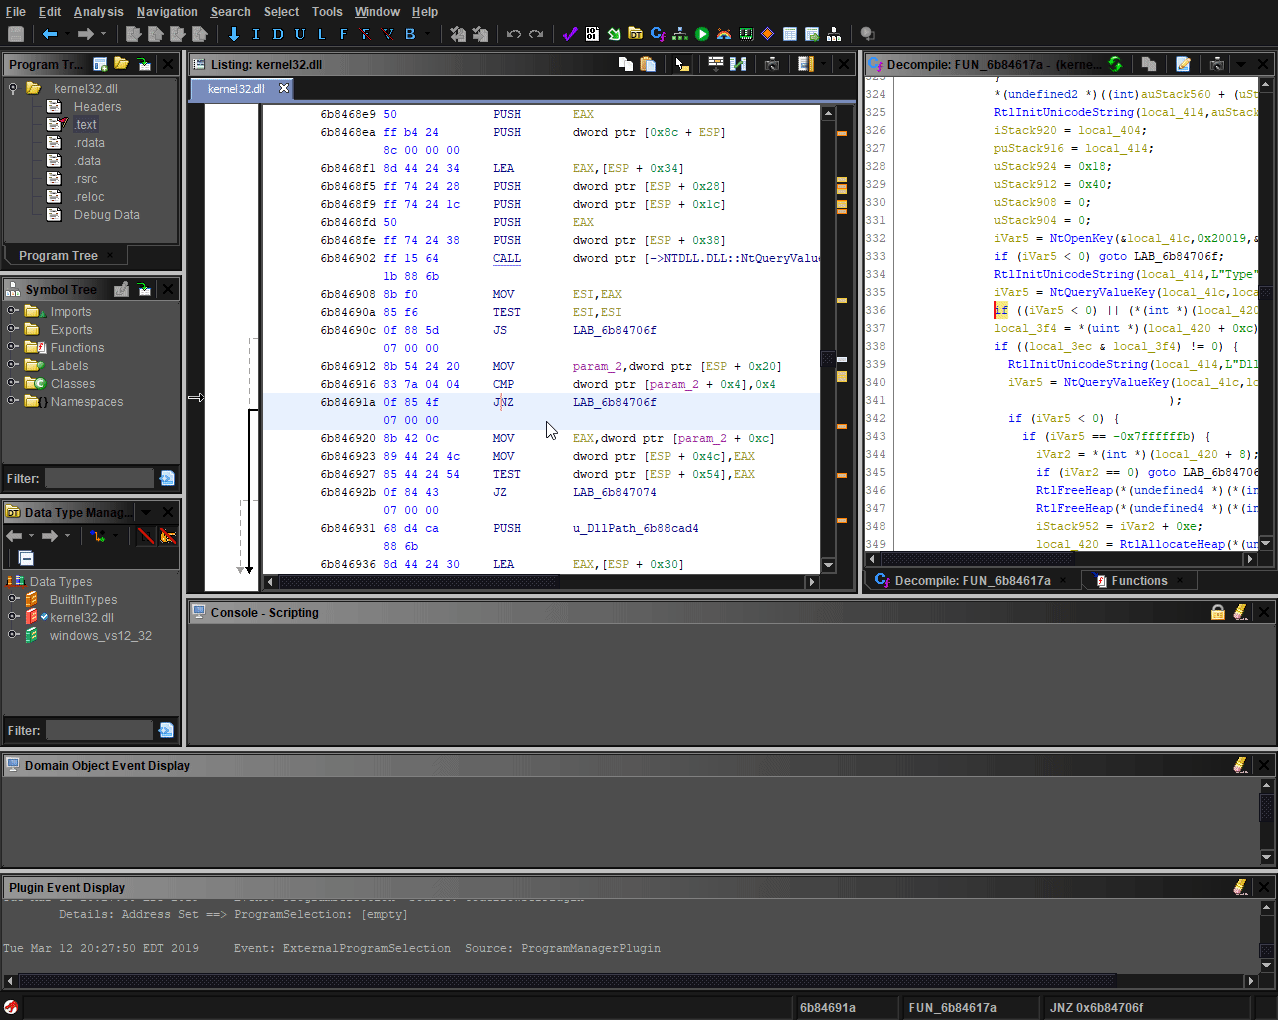 File Edit Analysis Navigation Search Select Tools Window Help
I D U L F F V B
Program Tr...
kernel32.dll
Headers
.text
.rdata
.data
.rsrc
.reloc
Debug Data
Program Tree ×
Symbol Tree
Imports
Exports
Functions
Labels
Classes
Namespaces
Filter:
Data Type Manag...
Data Types
BuiltInTypes
kernel32.dll
windows_vs12_32
Filter:
Listing: kernel32.dll
kernel32.dll
6b8468e9 50 PUSH EAX
6b8468ea ff b4 24 PUSH dword ptr [0x8c + ESP]
8c 00 00 00
6b8468f1 8d 44 24 34 LEA EAX,[ESP + 0x34]
6b8468f5 ff 74 24 28 PUSH dword ptr [ESP + 0x28]
6b8468f9 ff 74 24 1c PUSH dword ptr [ESP + 0x1c]
6b8468fd 50 PUSH EAX
6b8468fe ff 74 24 38 PUSH dword ptr [ESP + 0x38]
6b846902 ff 15 64 CALL dword ptr [->NTDLL.DLL::NtQueryValue
1b 88 6b
6b846908 8b f0 MOV ESI,EAX
6b84690a 85 f6 TEST ESI,ESI
6b84690c 0f 88 5d JS LAB_6b84706f
07 00 00
6b846912 8b 54 24 20 MOV param_2,dword ptr [ESP + 0x20]
6b846916 83 7a 04 04 CMP dword ptr [param_2 + 0x4],0x4
6b84691a 0f 85 4f JNZ LAB_6b84706f
07 00 00
6b846920 8b 42 0c MOV EAX,dword ptr [param_2 + 0xc]
6b846923 89 44 24 4c MOV dword ptr [ESP + 0x4c],EAX
6b846927 85 44 24 54 TEST dword ptr [ESP + 0x54],EAX
6b84692b 0f 84 43 JZ LAB_6b847074
07 00 00
6b846931 68 d4 ca PUSH u_DllPath_6b88cad4
88 6b
6b846936 8d 44 24 30 LEA EAX,[ESP + 0x30]
Decompile: FUN_6b84617a - (kerne...
323 }
324 *(undefined2 *)((int)auStack560 + (uSt
325 RtlInitUnicodeString(local_414,auStack
326 iStack920 = local_404;
327 puStack916 = local_414;
328 uStack924 = 0x18;
329 uStack912 = 0x40;
330 uStack908 = 0;
331 uStack904 = 0;
332 iVar5 = NtOpenKey(&local_41c,0x20019,&
333 if (iVar5 < 0) goto LAB_6b84706f;
334 RtlInitUnicodeString(local_414,L"Type"
335 iVar5 = NtQueryValueKey(local_41c,loca
336 if ((iVar5 < 0) || (*(int *)(local_420
337 local_3f4 = *(uint *)(local_420 + 0xc)
338 if ((local_3ec & local_3f4) != 0) {
339 RtlInitUnicodeString(local_414,L"Dll
340 iVar5 = NtQueryValueKey(local_41c,lo
341 );
342 if (iVar5 < 0) {
343 if (iVar5 == -0x7ffffffb) {
344 iVar2 = *(int *)(local_420 + 8);
345 if (iVar2 == 0) goto LAB_6b84706
346 RtlFreeHeap(*(undefined4 *)(*(in
347 RtlFreeHeap(*(undefined4 *)(*(in
348 iStack952 = iVar2 + 0xe;
349 local_420 = RtlAllocateHeap(*(un
Decompile: FUN_6b84617a × Functions ×
Console - Scripting
Domain Object Event Display
Plugin Event Display
Details: Address Set ==> ProgramSelection: [empty]
Tue Mar 12 20:27:50 EDT 2019 Event: ExternalProgramSelection Source: ProgramManagerPlugin
6b84691a FUN_6b84617a JNZ 0x6b84706f